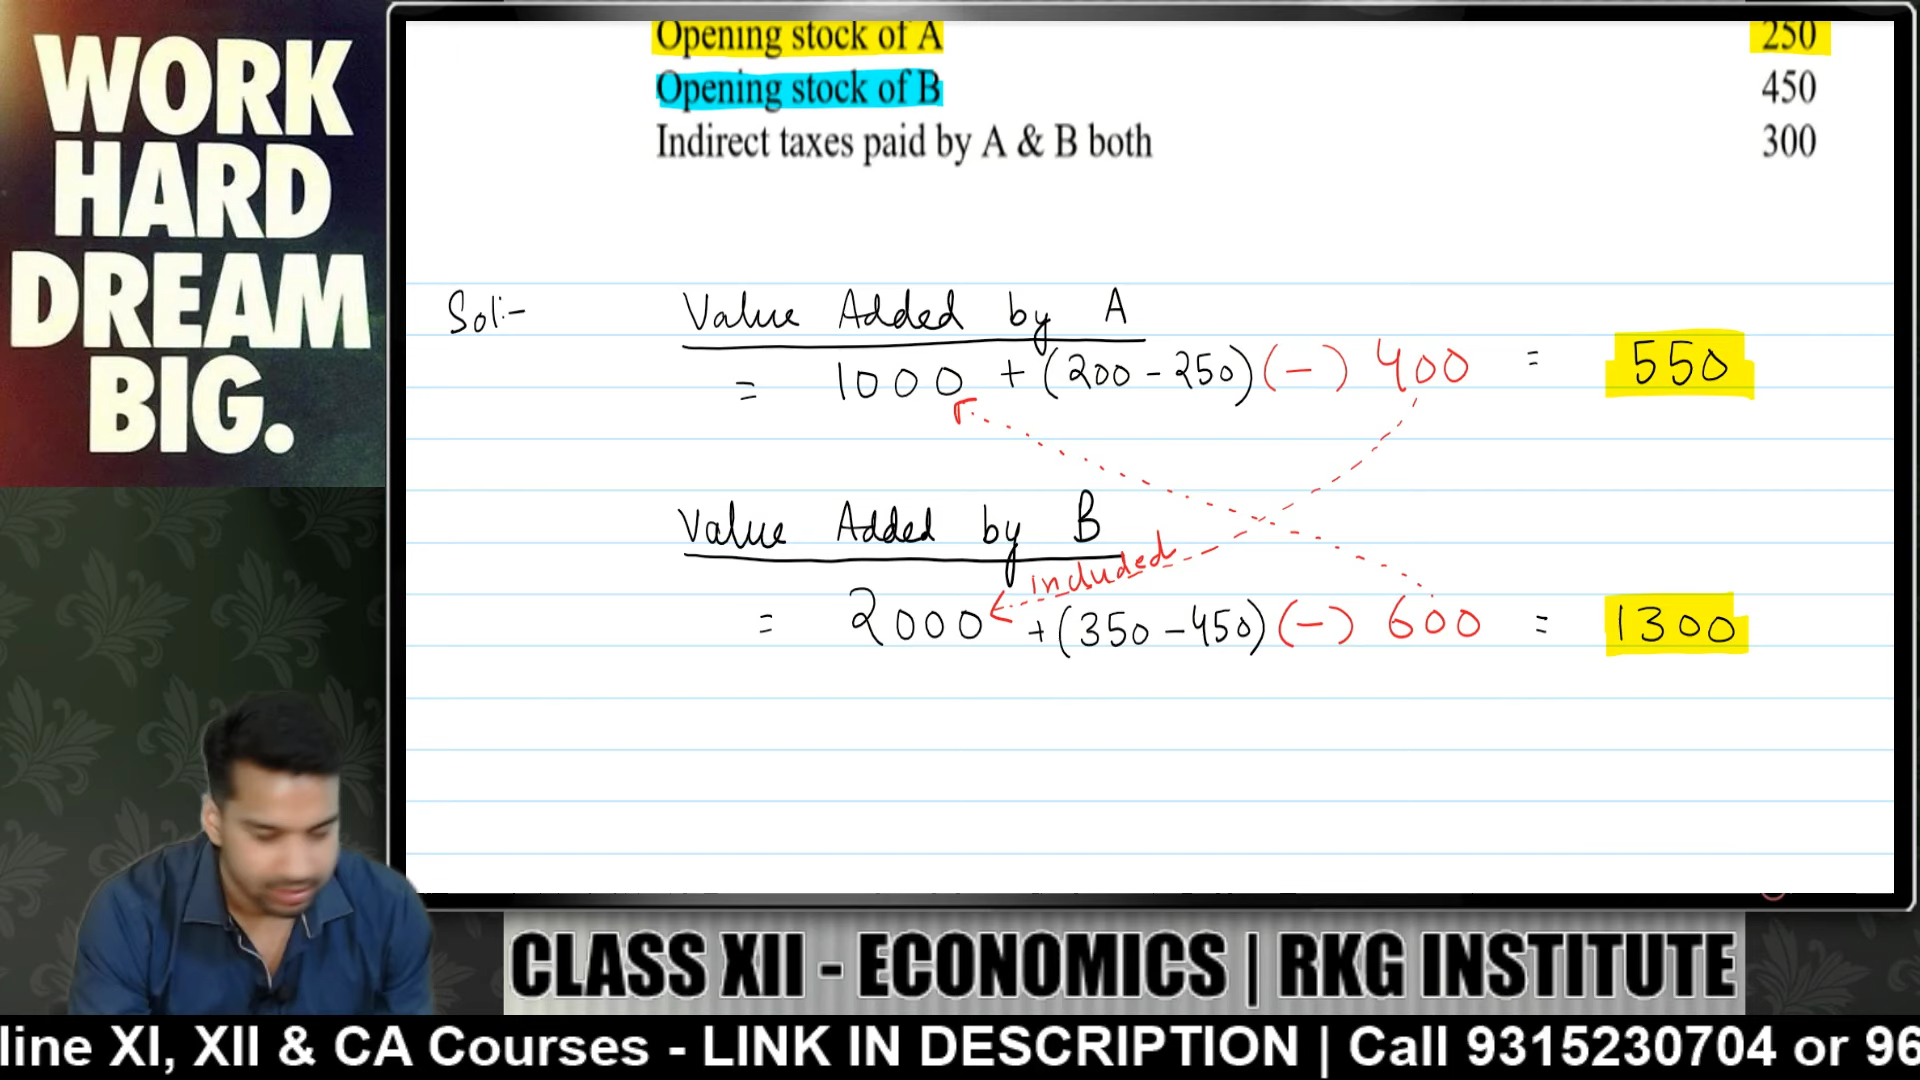 WORK
HARD
DREAM
BIG.
Opening stock of A 250
Opening stock of B 450
Indirect taxes paid by A & B both 300
Sol:- Value Added by A
= 1000 + (200 - 250) (-) 400 = 550
Value Added by B
included
= 2000 + (350 - 450) (-) 600 = 1300
CLASS XII - ECONOMICS | RKG INSTITUTE
line XI, XII & CA Courses - LINK IN DESCRIPTION | Call 9315230704 or 96